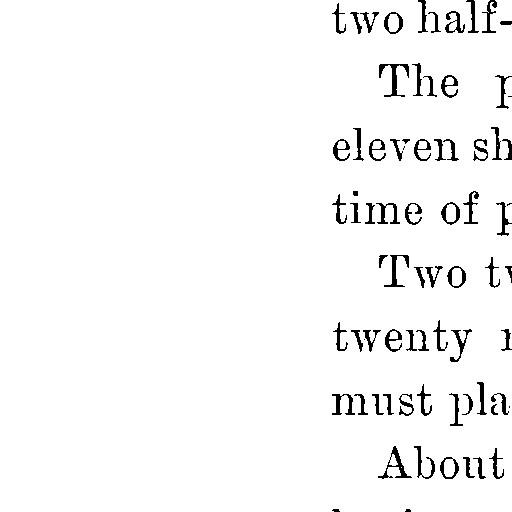 two half-
The
eleven sh
time of
Two
twenty
must pla
About